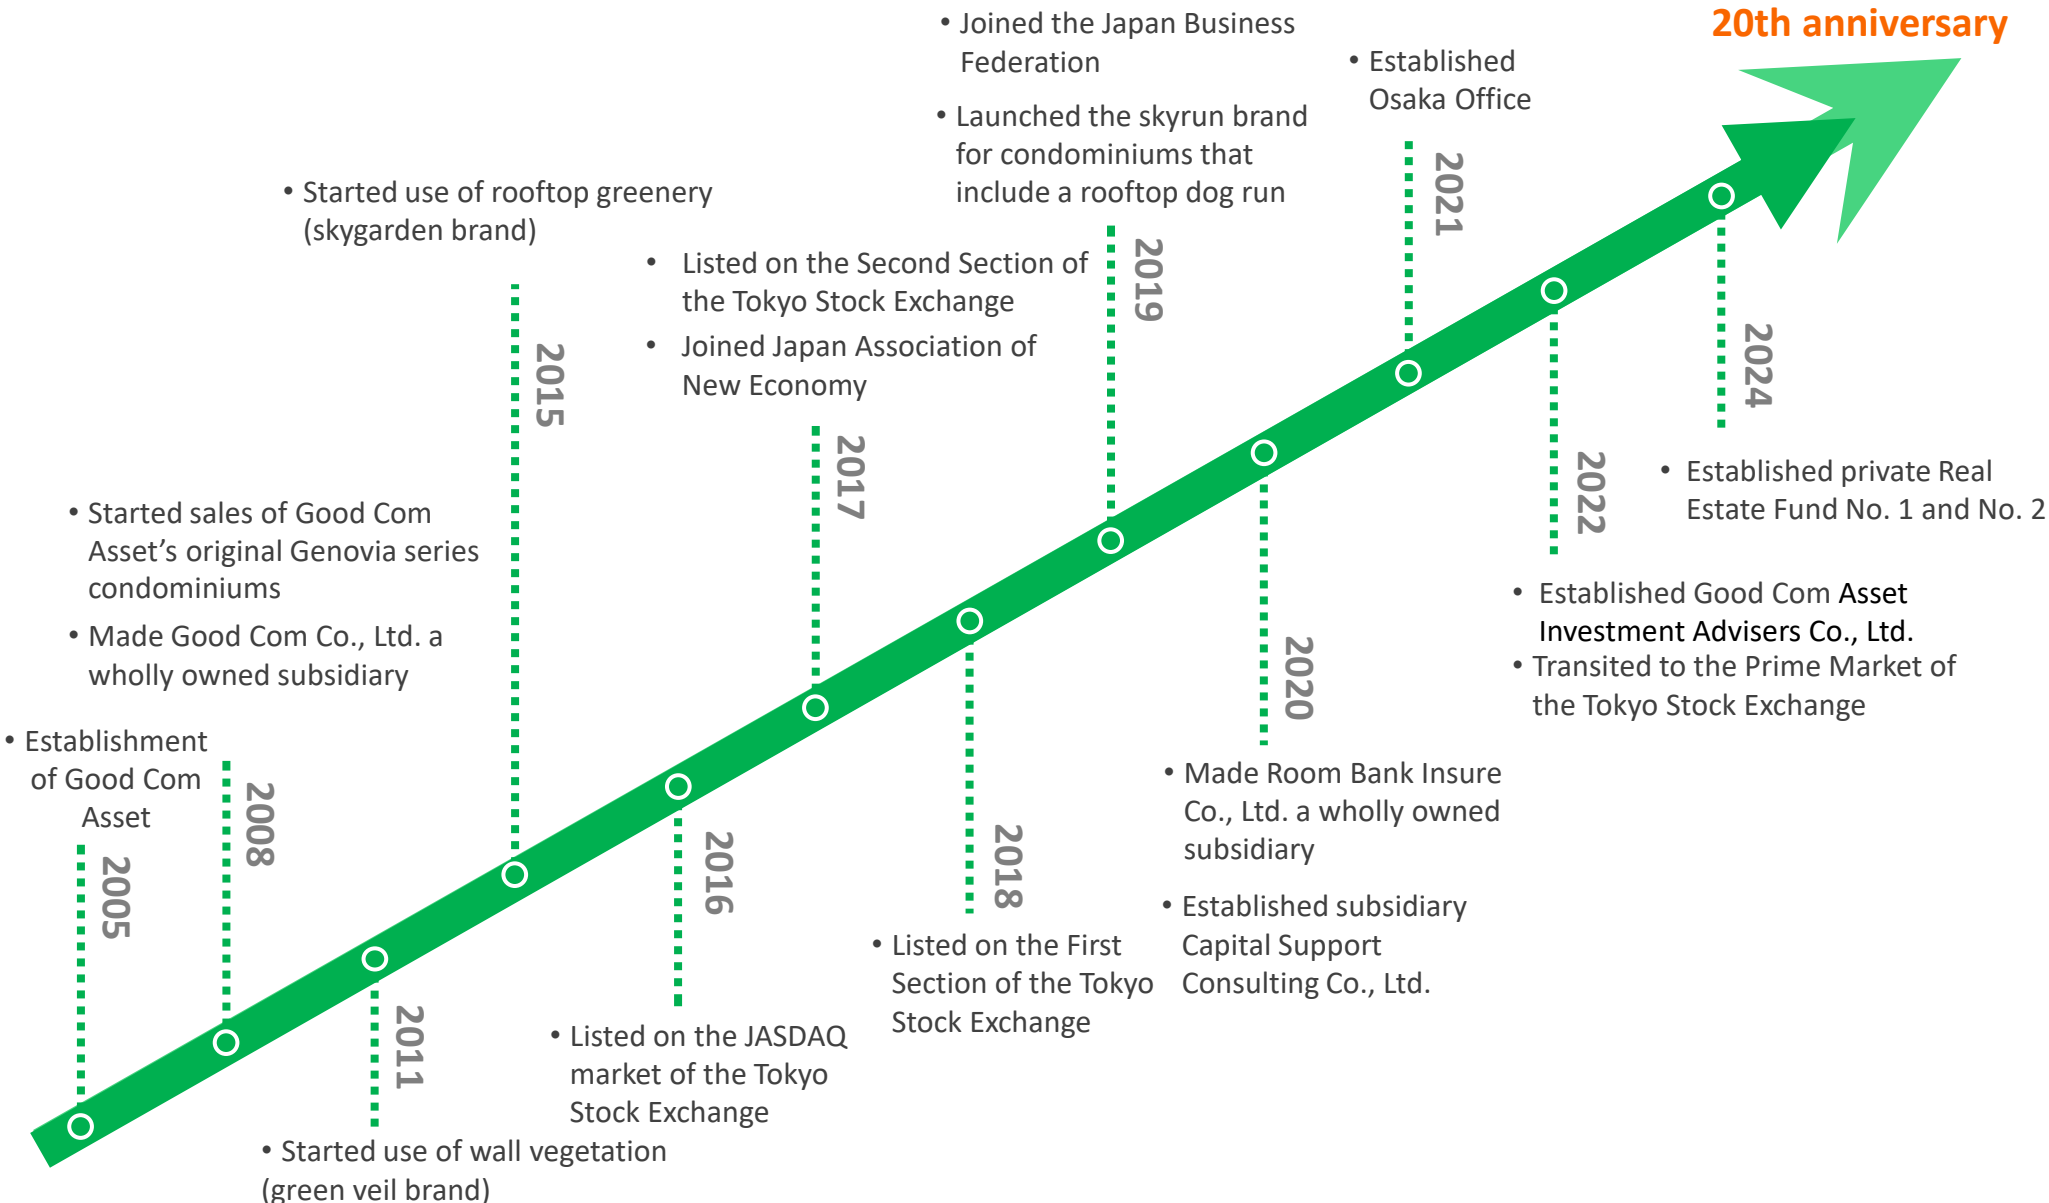 20th anniversary
• Establishment
of Good Com
Asset
2005
• Started sales of Good Com
Asset’s original Genovia series
condominiums
• Made Good Com Co., Ltd. a
wholly owned subsidiary
2008
2011
• Started use of wall vegetation
(green veil brand)
• Started use of rooftop greenery
(skygarden brand)
2015
2016
• Listed on the JASDAQ
market of the Tokyo
Stock Exchange
• Listed on the Second Section of
the Tokyo Stock Exchange
• Joined Japan Association of
New Economy
2017
2018
• Listed on the First
Section of the Tokyo
Stock Exchange
• Joined the Japan Business
Federation
• Launched the skyrun brand
for condominiums that
include a rooftop dog run
2019
2020
• Made Room Bank Insure
Co., Ltd. a wholly owned
subsidiary
• Established subsidiary
Capital Support
Consulting Co., Ltd.
• Established
Osaka Office
2021
2022
• Established Good Com Asset
Investment Advisers Co., Ltd.
• Transited to the Prime Market of
the Tokyo Stock Exchange
2024
• Established private Real
Estate Fund No. 1 and No. 2